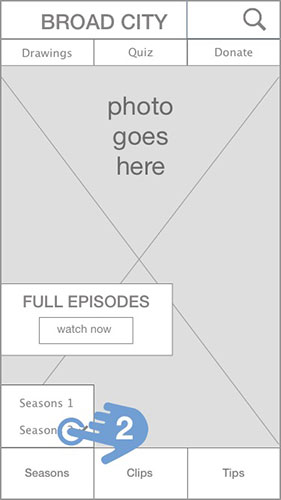 BROAD CITY
Drawings Quiz Donate
photo
goes
here
FULL EPISODES
watch now
Seasons 1
Season
2
Seasons Clips Tips